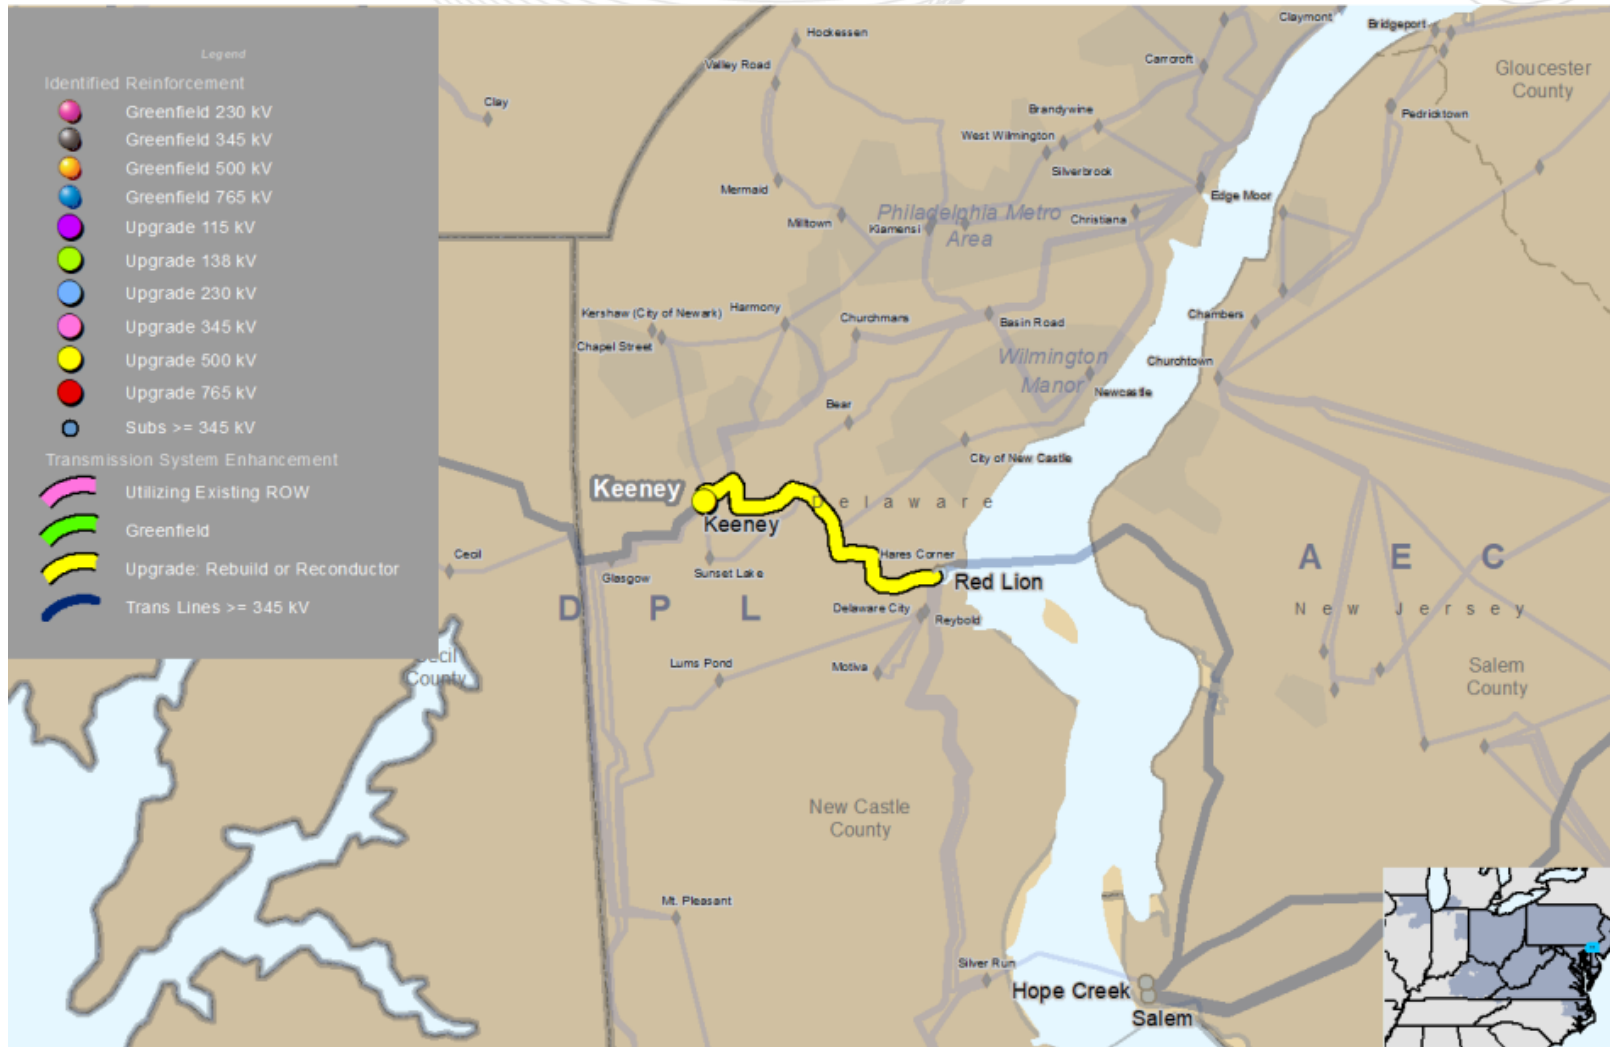 Legend
Identified Reinforcement
Greenfield 230 kV
Greenfield 345 kV
Greenfield 500 kV
Greenfield 765 kV
Upgrade 115 kV
Upgrade 138 kV
Upgrade 230 kV
Upgrade 345 kV
Upgrade 500 kV
Upgrade 765 kV
Subs >= 345 kV
Transmission System Enhancement
Utilizing Existing ROW
Greenfield
Upgrade: Rebuild or Reconductor
Trans Lines >= 345 kV
Claymont
Bridgeport
Hockessen
Valley Road
Carrcroft
Gloucester
County
Clay
Brandywine
Pedricktown
West Wilmington
Silverbrook
Mermaid
Edge Moor
Milltown
Philadelphia Metro
Area
Kiamensi
Christiana
Kershaw (City of Newark)
Harmony
Churchmans
Basin Road
Chambers
Chapel Street
Wilmington
Manor
Churchtown
Newcastle
Bear
City of New Castle
Keeney
Keeney
Delaware
Cecil
Hares Corner
Glasgow
Sunset Lake
Red Lion
A E C
New Jersey
D P L
Delaware City
Reybold
Cecil
County
Lums Pond
Motiva
Salem
County
New Castle
County
Mt. Pleasant
Silver Run
Hope Creek
Salem